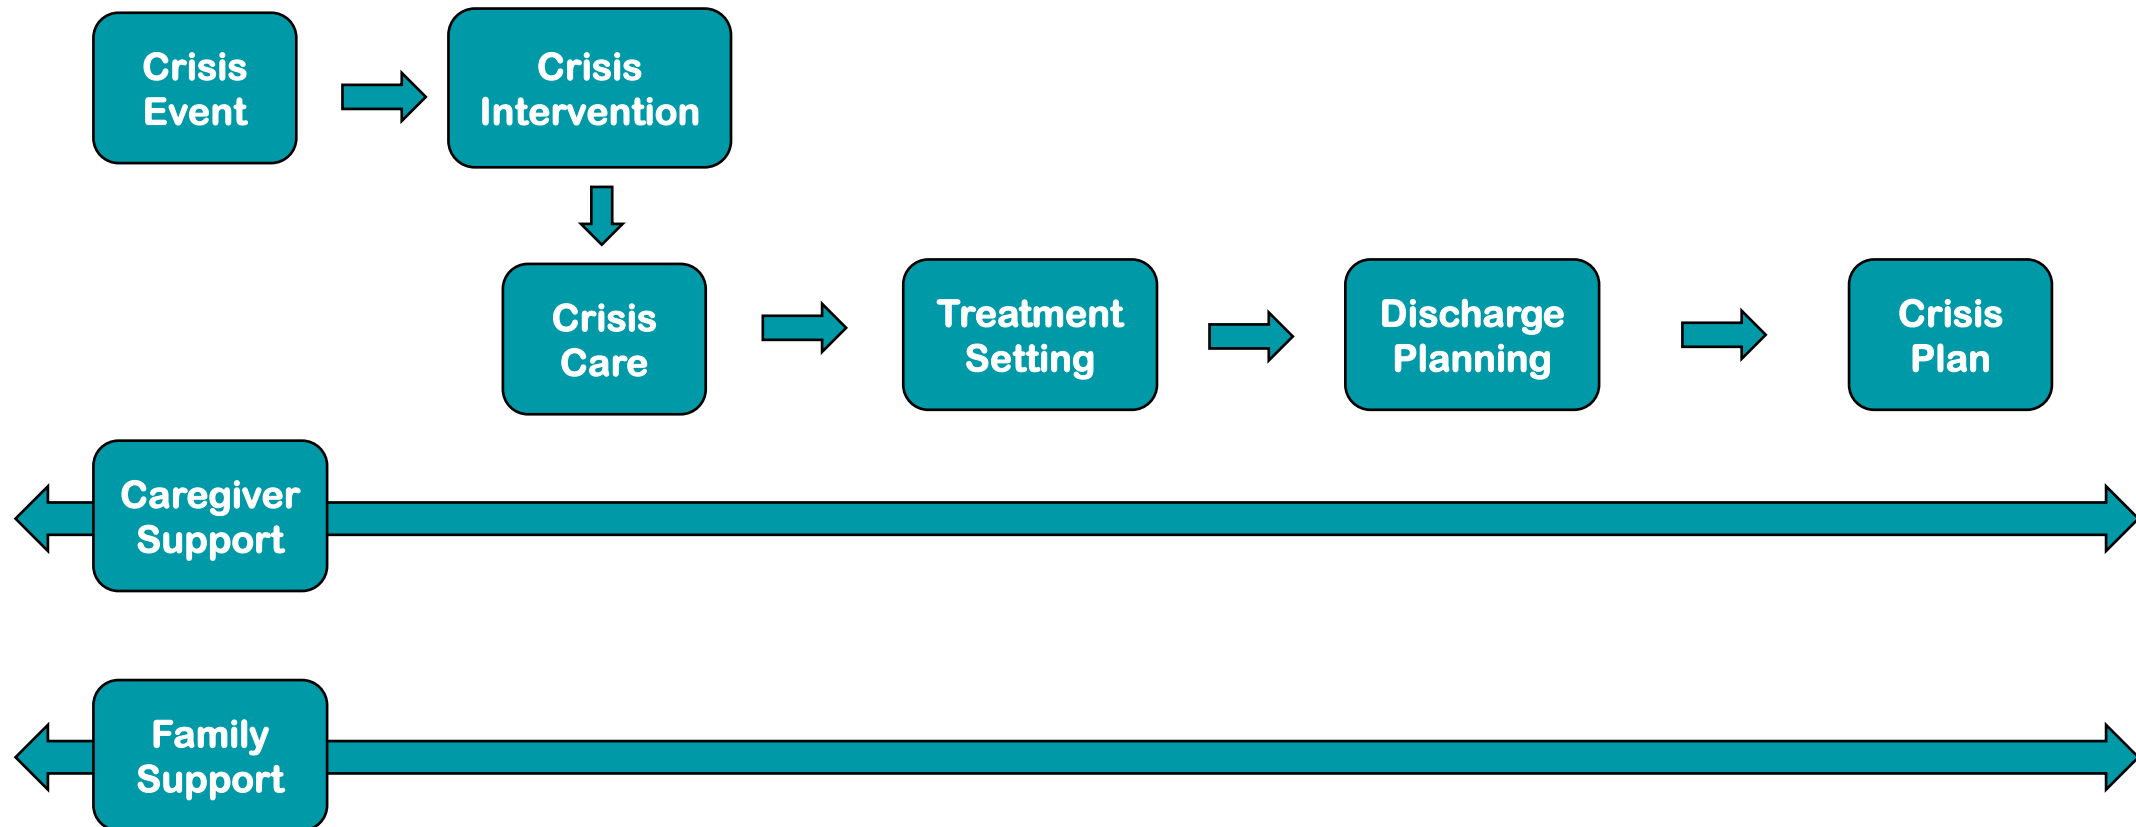 Crisis
Event
Crisis
Intervention
Crisis
Care
Treatment
Setting
Discharge
Planning
Crisis
Plan
Caregiver
Support
Family
Support